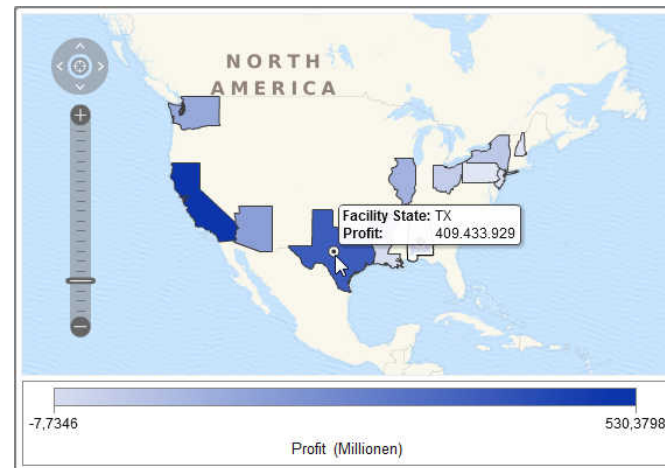 NORTH
AMERICA
Facility State: TX
Profit: 409.433.929
-7,7346 530,3798
Profit (Millionen)